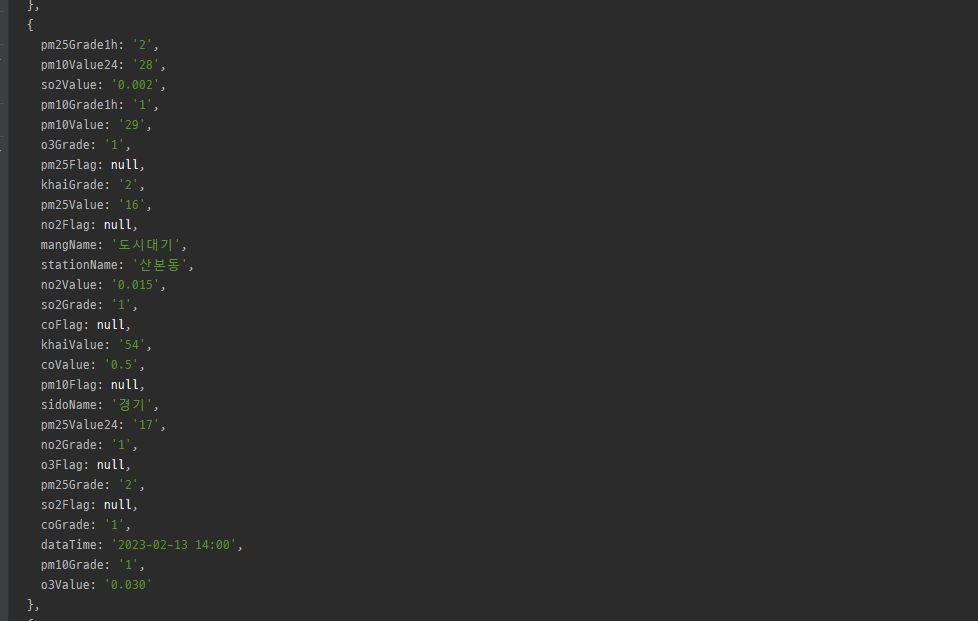 },
{
pm25Grade1h: '2',
pm10Value24: '28',
so2Value: '0.002',
pm10Grade1h: '1',
pm10Value: '29',
o3Grade: '1',
pm25Flag: null,
khaiGrade: '2',
pm25Value: '16',
no2Flag: null,
mangName: '도시대기',
stationName: '산본동',
no2Value: '0.015',
so2Grade: '1',
coFlag: null,
khaiValue: '54',
coValue: '0.5',
pm10Flag: null,
sidoName: '경기',
pm25Value24: '17',
no2Grade: '1',
o3Flag: null,
pm25Grade: '2',
so2Flag: null,
coGrade: '1',
dataTime: '2023-02-13 14:00',
pm10Grade: '1',
o3Value: '0.030'
},